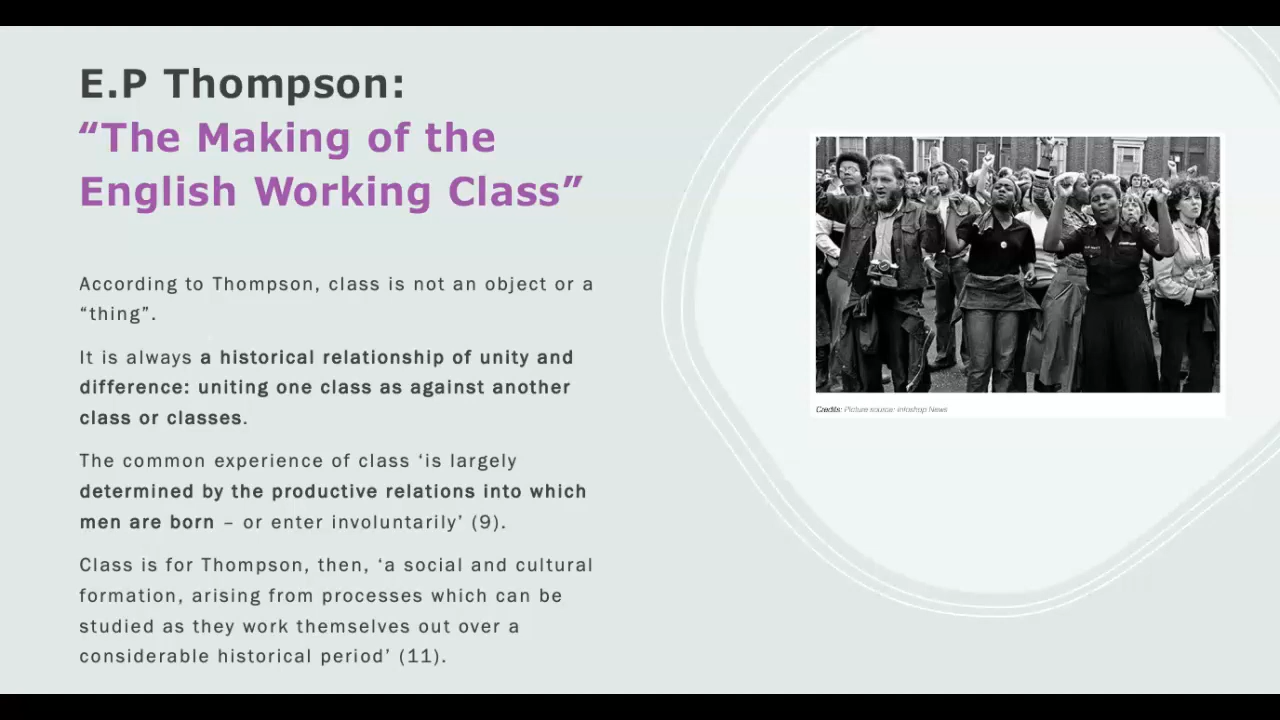 E.P Thompson:
“The Making of the
English Working Class”
According to Thompson, class is not an object or a
“thing”.
It is always a historical relationship of unity and
difference: uniting one class as against another
class or classes.
The common experience of class ‘is largely
determined by the productive relations into which
men are born – or enter involuntarily’ (9).
Class is for Thompson, then, ‘a social and cultural
formation, arising from processes which can be
studied as they work themselves out over a
considerable historical period’ (11).
Credits: Picture source: Infoshop News